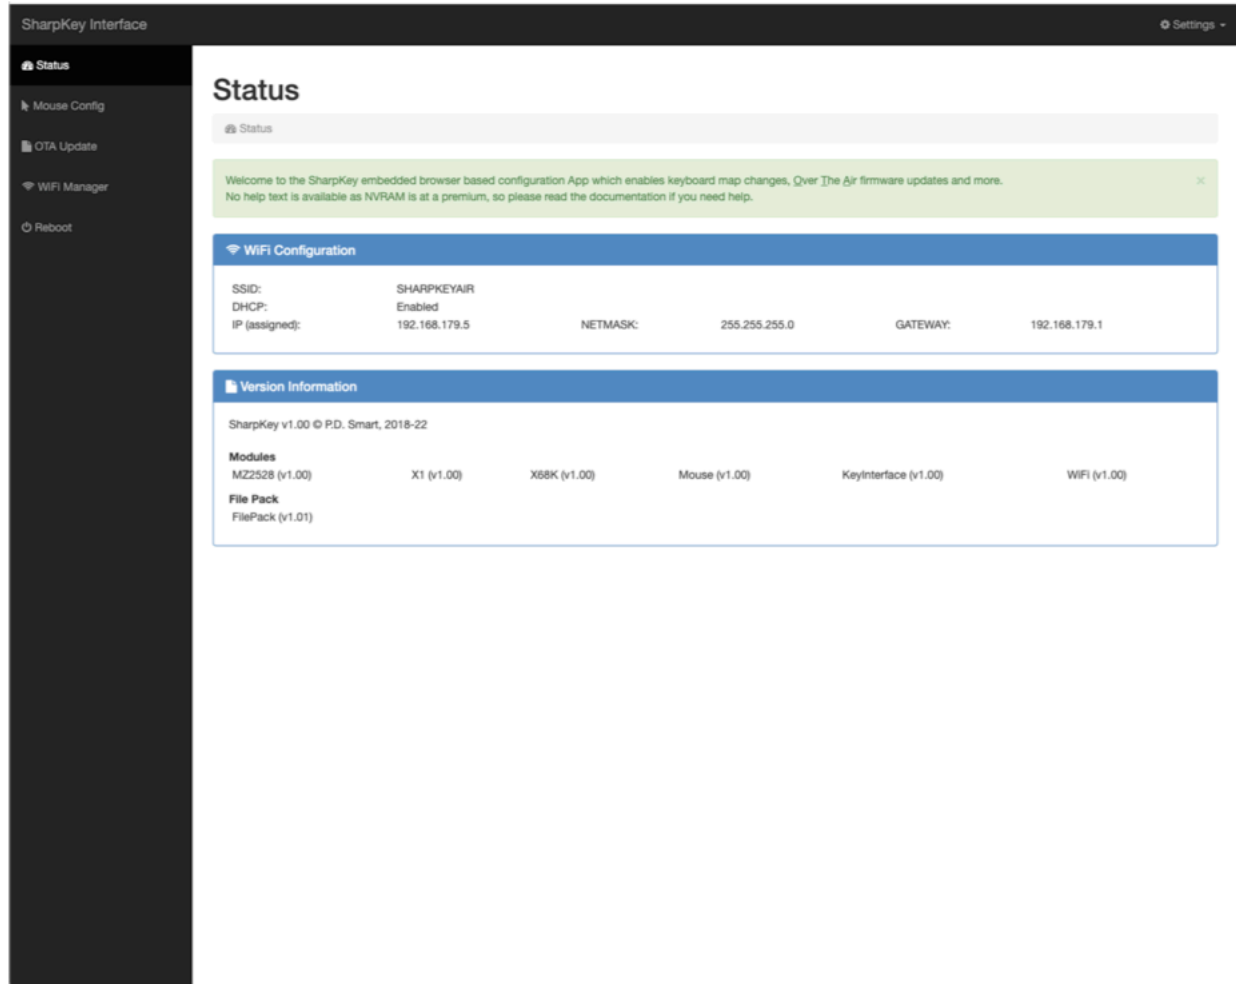 SharpKey Interface
Settings
Status
Mouse Config
OTA Update
WiFi Manager
Reboot
Status
Status
Welcome to the SharpKey embedded browser based configuration App which enables keyboard map changes, Over The Air firmware updates and more.
No help text is available as NVRAM is at a premium, so please read the documentation if you need help.
×
WiFi Configuration
SSID: SHARPKEYAIR
DHCP: Enabled
IP (assigned): 192.168.179.5 NETMASK: 255.255.255.0 GATEWAY: 192.168.179.1
Version Information
SharpKey v1.00 © P.D. Smart, 2018-22
Modules
MZ2528 (v1.00) X1 (v1.00) X68K (v1.00) Mouse (v1.00) KeyInterface (v1.00) WiFi (v1.00)
File Pack
FilePack (v1.01)